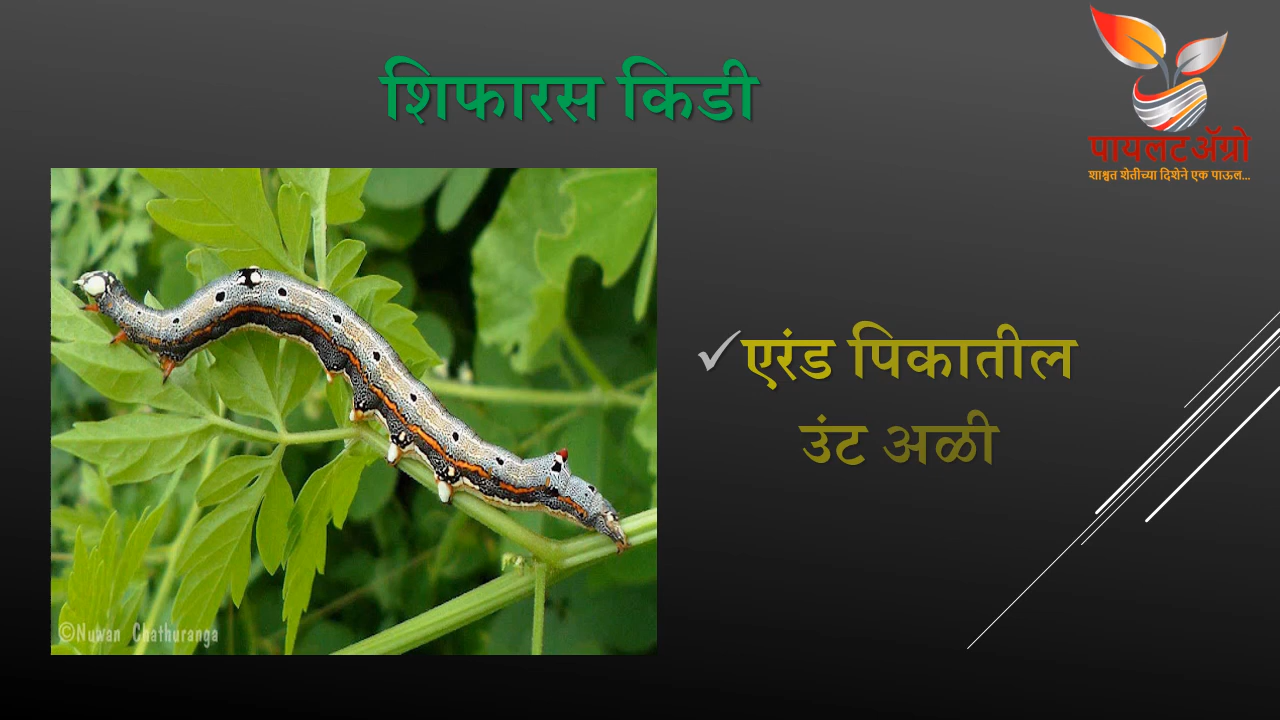 शिफारस किडी
पायलटॲग्रो
शाश्वत शेतीच्या दिशेने एक पाऊल...
✓एरंड पिकातील
उंट अळी
©Nuwan Chathuranga